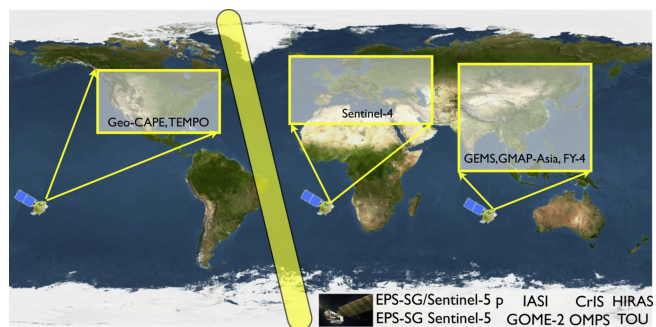 Geo-CAPE, TEMPO
Sentinel-4
GEMS,GMAP-Asia, FY-4
EPS-SG/Sentinel-5 p IASI CrIS HIRAS
EPS-SG Sentinel-5 GOME-2 OMPS TOU